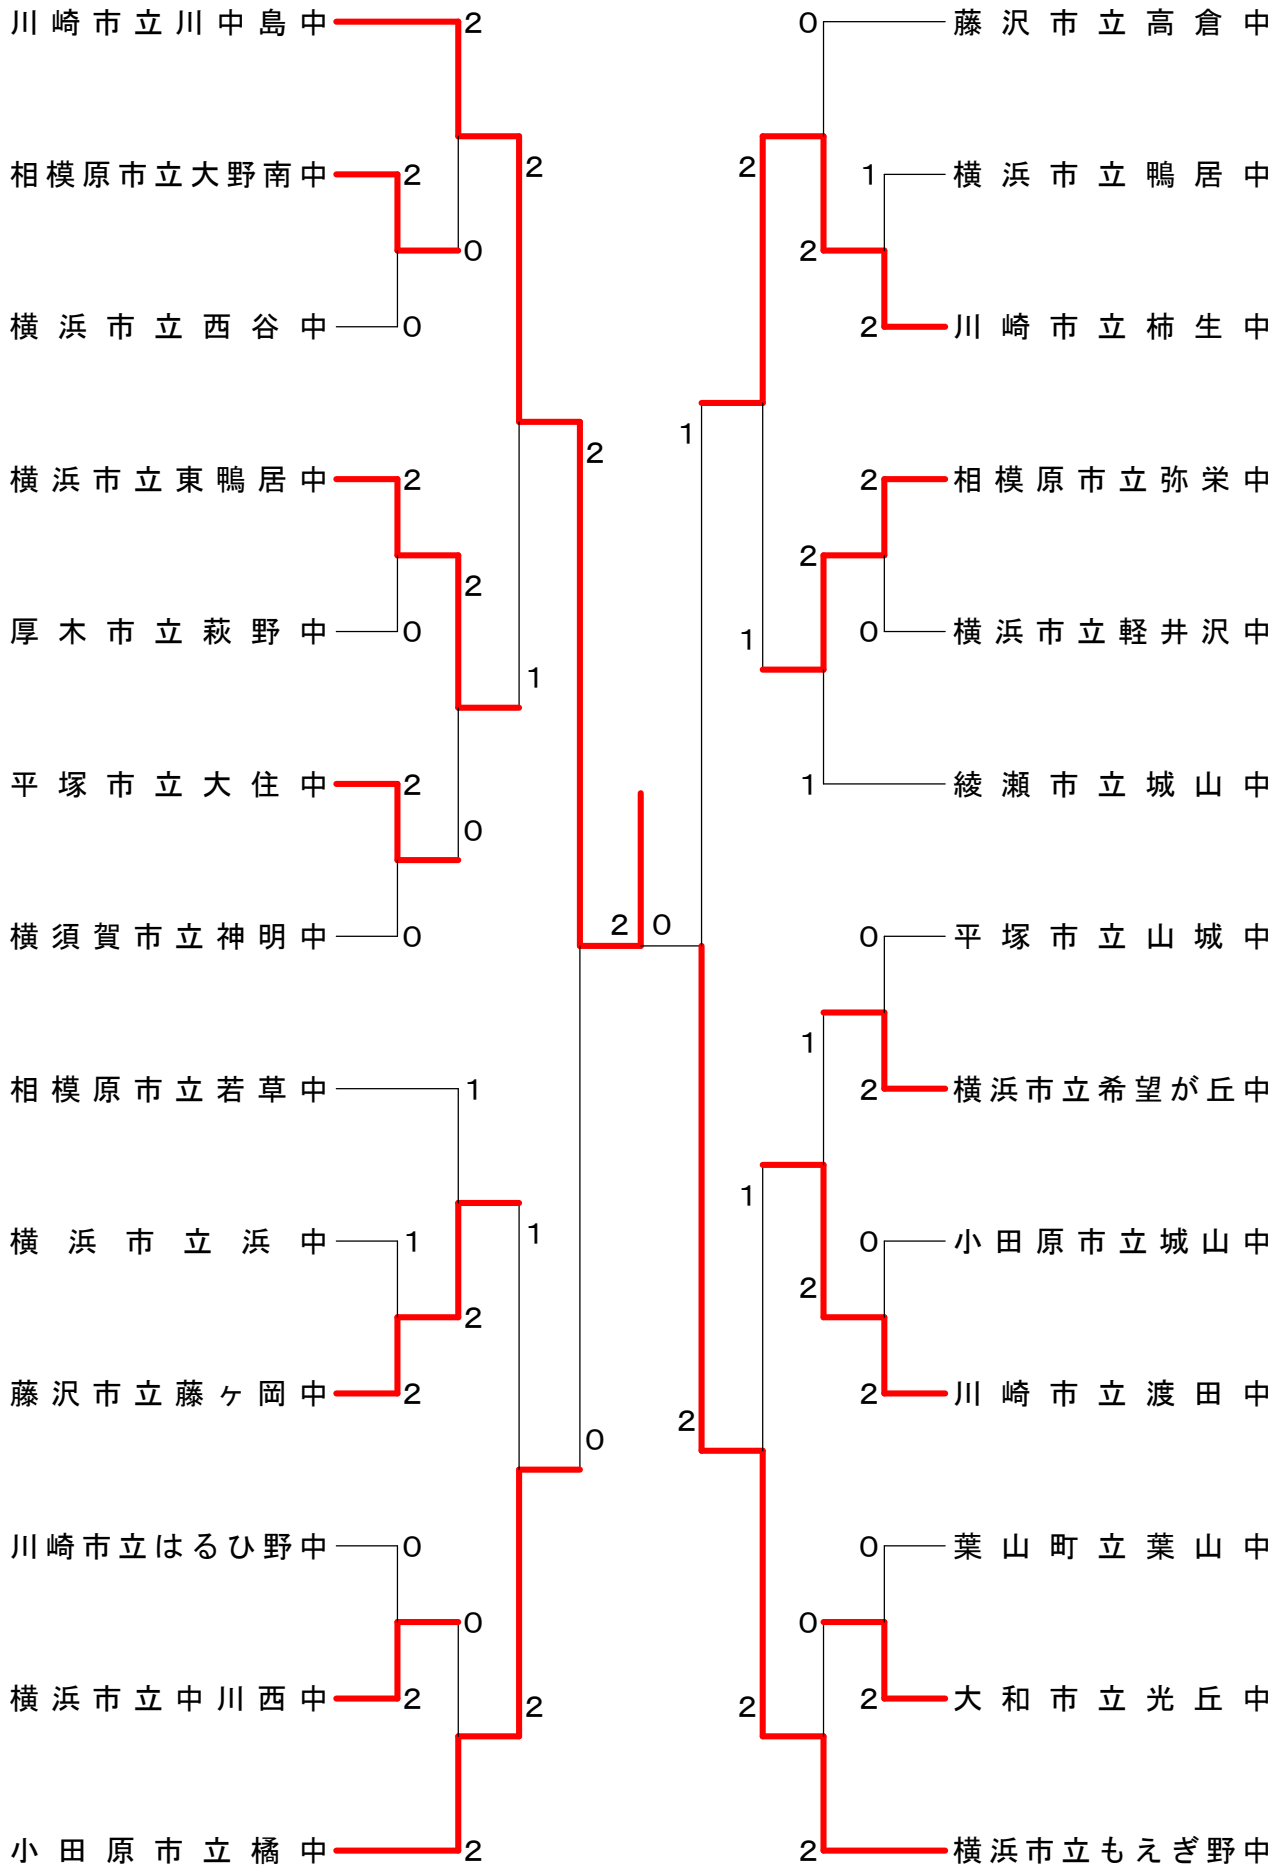 川崎市立川中島中 2 0 藤沢市立高倉中
2 2
相模原市立大野南中 2 1 横浜市立鴨居中
0 2
横浜市立西谷中 0 2 川崎市立柿生中
2 1
横浜市立東鴨居中 2 2 相模原市立弥栄中
2 2
厚木市立萩野中 0 1 0 横浜市立軽井沢中
1
平塚市立大住中 2 1 綾瀬市立城山中
0
横須賀市立神明中 0 2 0 0 平塚市立山城中
1
相模原市立若草中 1 2 横浜市立希望が丘中
1
横浜市立浜中 1 1 0 小田原市立城山中
2 2
藤沢市立藤ヶ岡中 2 2 川崎市立渡田中
0 2
川崎市立はるひ野中 0 0 葉山町立葉山中
0 0
横浜市立中川西中 2 2 2 2 大和市立光丘中
小田原市立橘中 2 2 横浜市立もえぎ野中